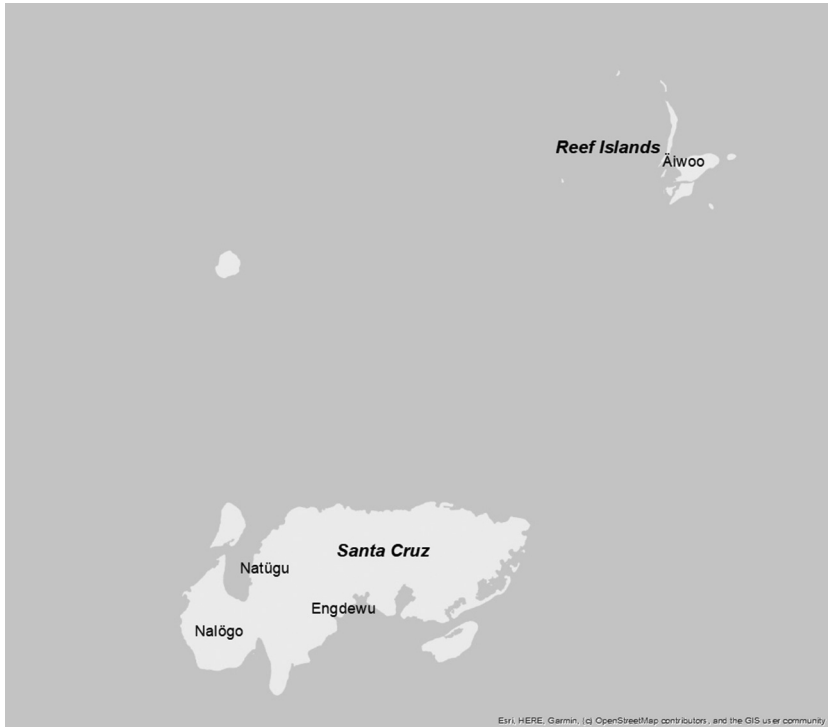 Reef Islands
Äiwoo
Santa Cruz
Natügu
Engdewu
Nalögo
Esri, HERE, Garmin, (c) OpenStreetMap contributors, and the GIS user community